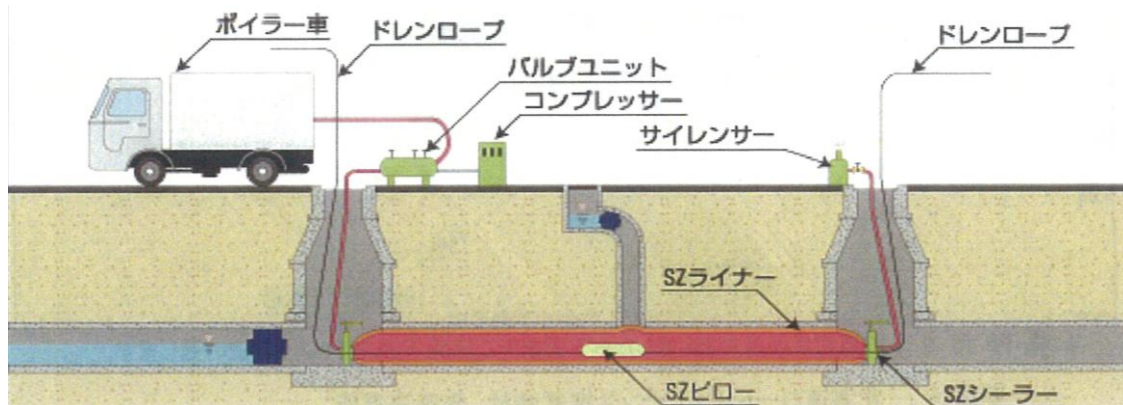 ボイラー車
ドレンロープ
ドレンロープ
バルブユニット
コンプレッサー
サイレンサー
SZライナー
SZピロー
SZシーラー